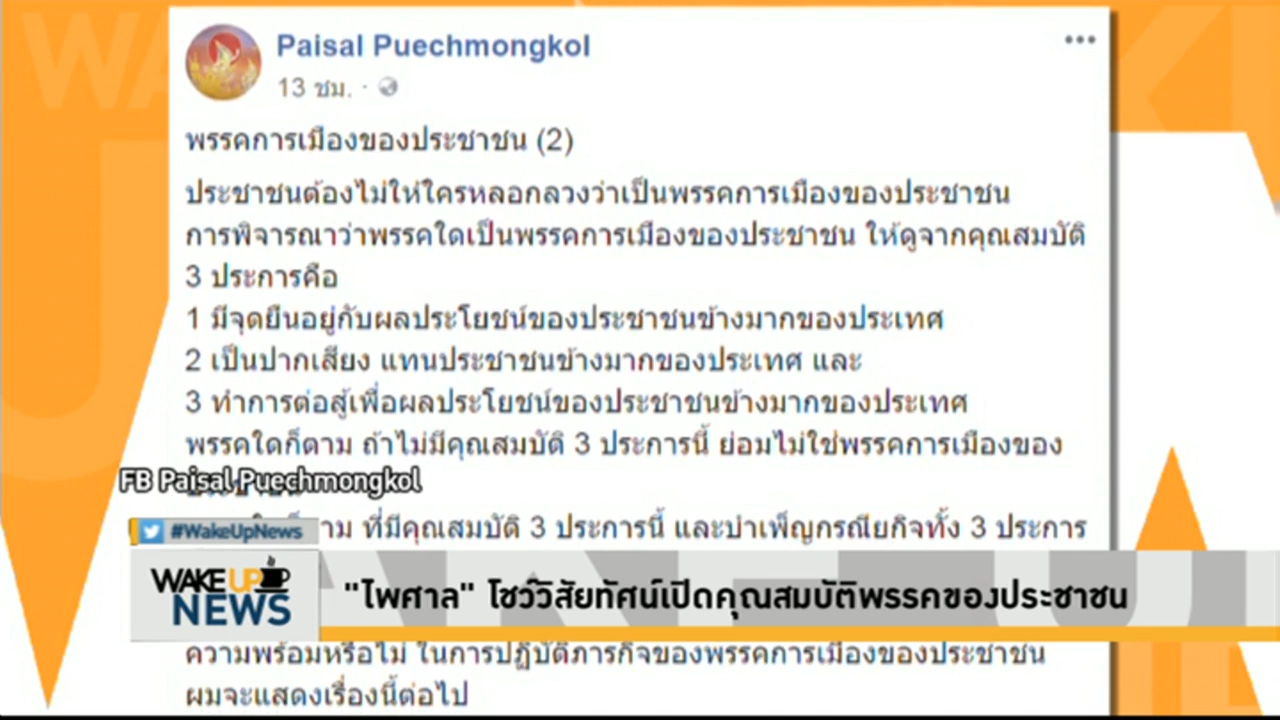 Paisal Puechmongkol
13 ชม.
พรรคการเมืองของประชาชน (2)
ประชาชนต้องไม่ให้ใครหลอกลวงว่าเป็นพรรคการเมืองของประชาชน
การพิจารณาว่าพรรคใดเป็นพรรคการเมืองของประชาชน ให้ดูจากคุณสมบัติ
3 ประการคือ
1 มีจุดยืนอยู่กับผลประโยชน์ของประชาชนข้างมากของประเทศ
2 เป็นปากเสียง แทนประชาชนข้างมากของประเทศ และ
3 ทำการต่อสู้เพื่อผลประโยชน์ของประชาชนข้างมากของประเทศ
พรรคใดก็ตาม ถ้าไม่มีคุณสมบัติ 3 ประการนี้ ย่อมไม่ใช่พรรคการเมืองของ
FB Paisal Puechmongkol
#WakeUpNews
ที่มีคุณสมบัติ 3 ประการนี้ และบำเพ็ญกรณียกิจทั้ง 3 ประการ
WAKE UP
NEWS
"ไพศาล" โชว์วิสัยทัศน์เปิดคุณสมบัติพรรคของประชาชน
ความพร้อมหรือไม่ ในการปฏิบัติภารกิจของพรรคการเมืองของประชาชน
ผมจะแสดงเรื่องนี้ต่อไป